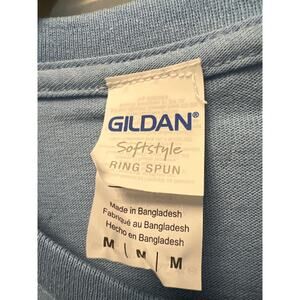 GILDAN®
Softstyle
RING SPUN
Made in Bangladesh
Fabriqué au Bangladesh
Hecho en Bangladesh
M | M | M